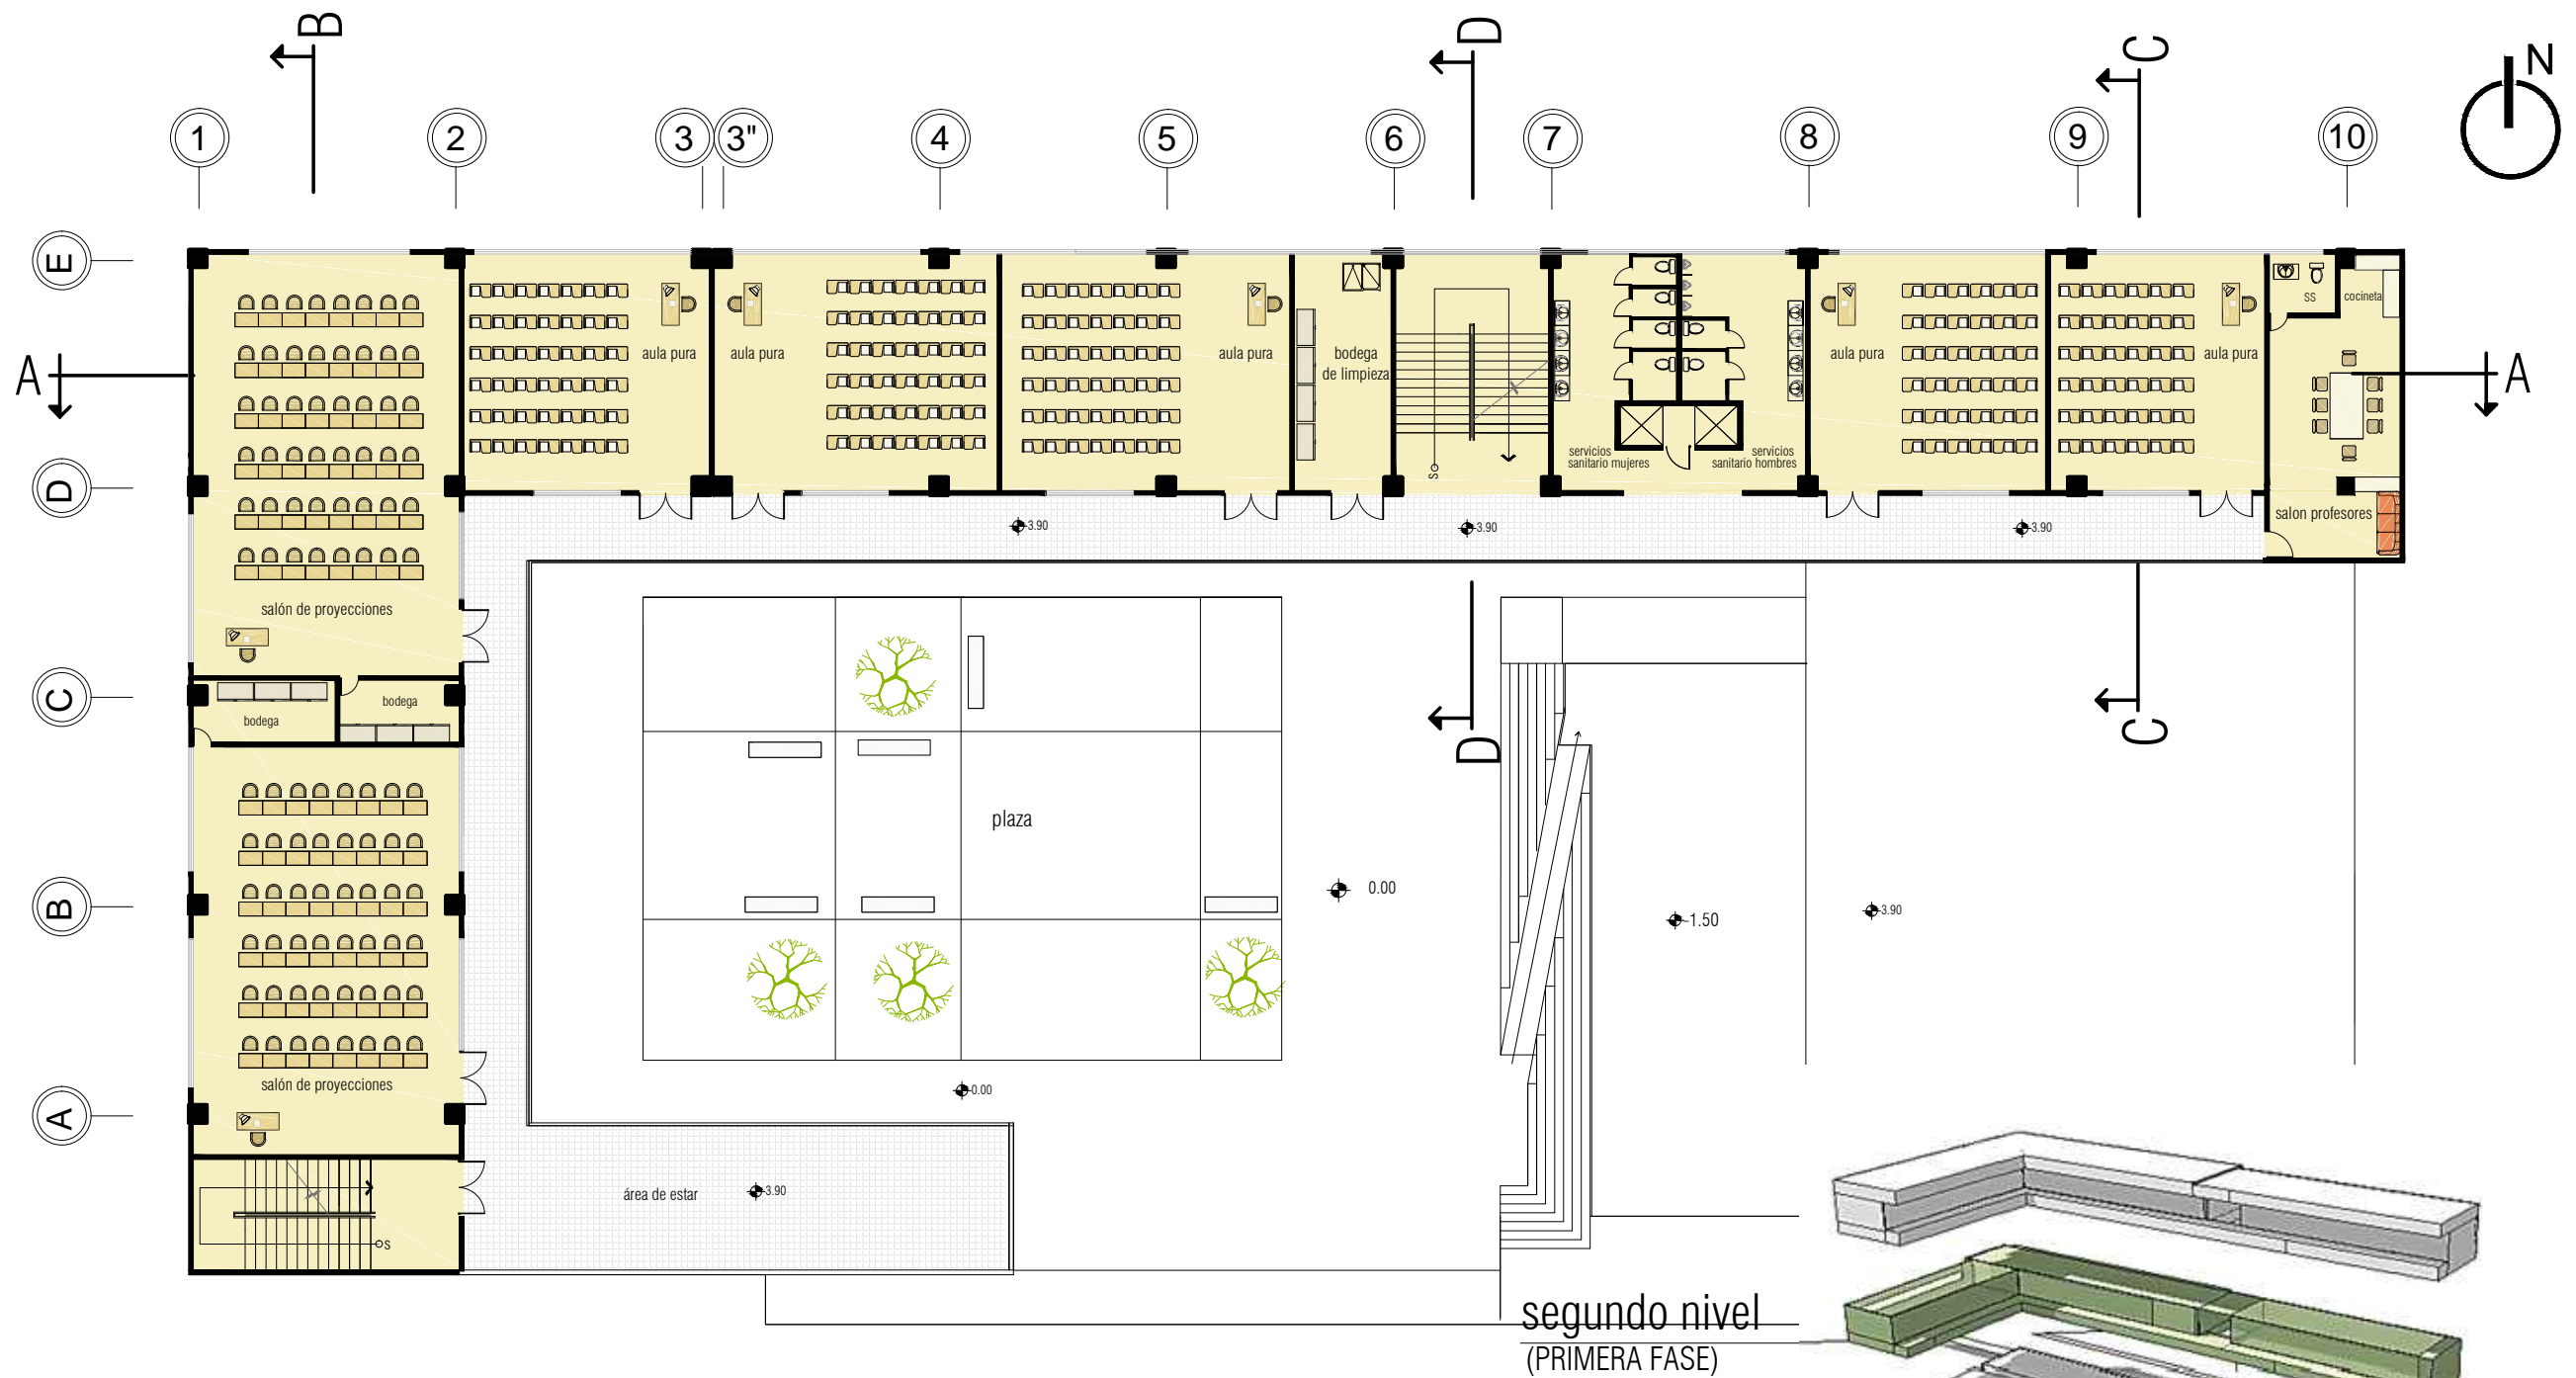 B
D
C
N
1
2
3
3"
4
5
6
7
8
9
10
E
A
A
SS
cocineta
aula pura
aula pura
aula pura
bodega
de limpieza
aula pura
aula pura
servicios
sanitario mujeres
servicios
sanitario hombres
S
D
salon profesores
3.90
3.90
3.90
salón de proyecciones
C
bodega
bodega
D
C
plaza
0.00
B
-1.50
3.90
salón de proyecciones
0.00
A
área de estar
3.90
S
segundo nivel
(PRIMERA FASE)